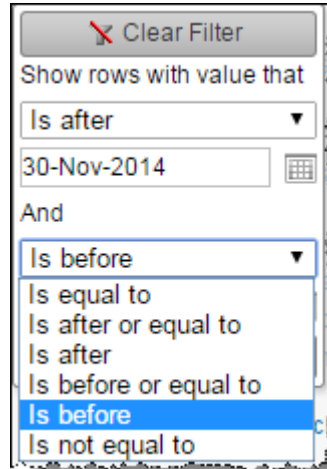 Clear Filter
Show rows with value that
Is after
30-Nov-2014
And
Is before
Is equal to
Is after or equal to
Is after
Is before or equal to
Is before
Is not equal to